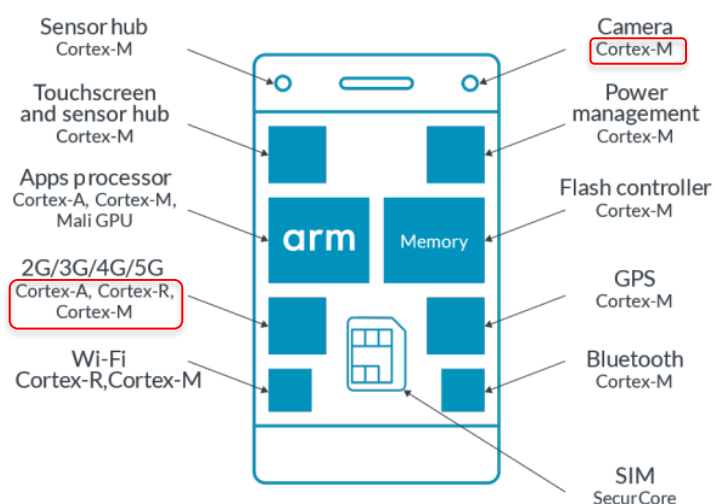 Sensor hub
Cortex-M
Touchscreen
and sensor hub
Cortex-M
Apps processor
Cortex-A, Cortex-M,
Mali GPU
2G/3G/4G/5G
Cortex-A, Cortex-R,
Cortex-M
Wi-Fi
Cortex-R,Cortex-M
arm
Memory
Camera
Cortex-M
Power
management
Cortex-M
Flash controller
Cortex-M
GPS
Cortex-M
Bluetooth
Cortex-M
SIM
SecurCore